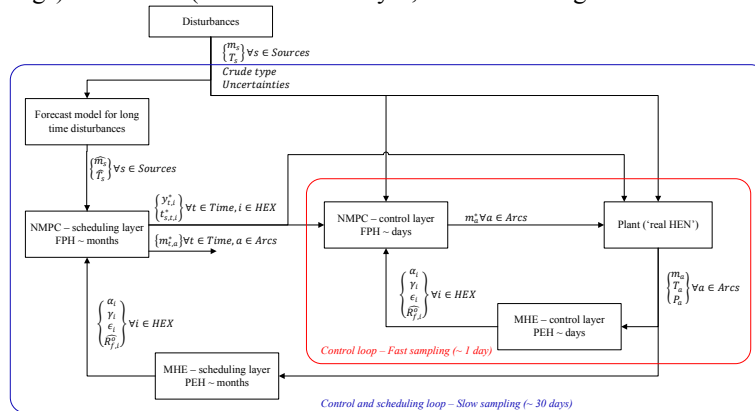 Disturbances
{m_s
T_s} ∀s ∈ Sources
Crude type
Uncertainties
Forecast model for long
time disturbances
{m̂_s
T̂_s} ∀s ∈ Sources
{y*_{t,i}
t*_{s,t,i}} ∀t ∈ Time, i ∈ HEX
NMPC – scheduling layer
FPH ~ months
{m*_{t,a}} ∀t ∈ Time, a ∈ Arcs
NMPC – control layer
FPH ~ days
m*_a ∀a ∈ Arcs
Plant ('real HEN')
{m_a
T_a
P_a} ∀a ∈ Arcs
{α_i
γ_i
ϵ_i
R̂^o_{f,i}} ∀i ∈ HEX
MHE – control layer
PEH ~ days
Control loop – Fast sampling (~ 1 day)
{α_i
γ_i
ϵ_i
R̂^o_{f,i}} ∀i ∈ HEX
MHE – scheduling layer
PEH ~ months
Control and scheduling loop – Slow sampling (~ 30 days)